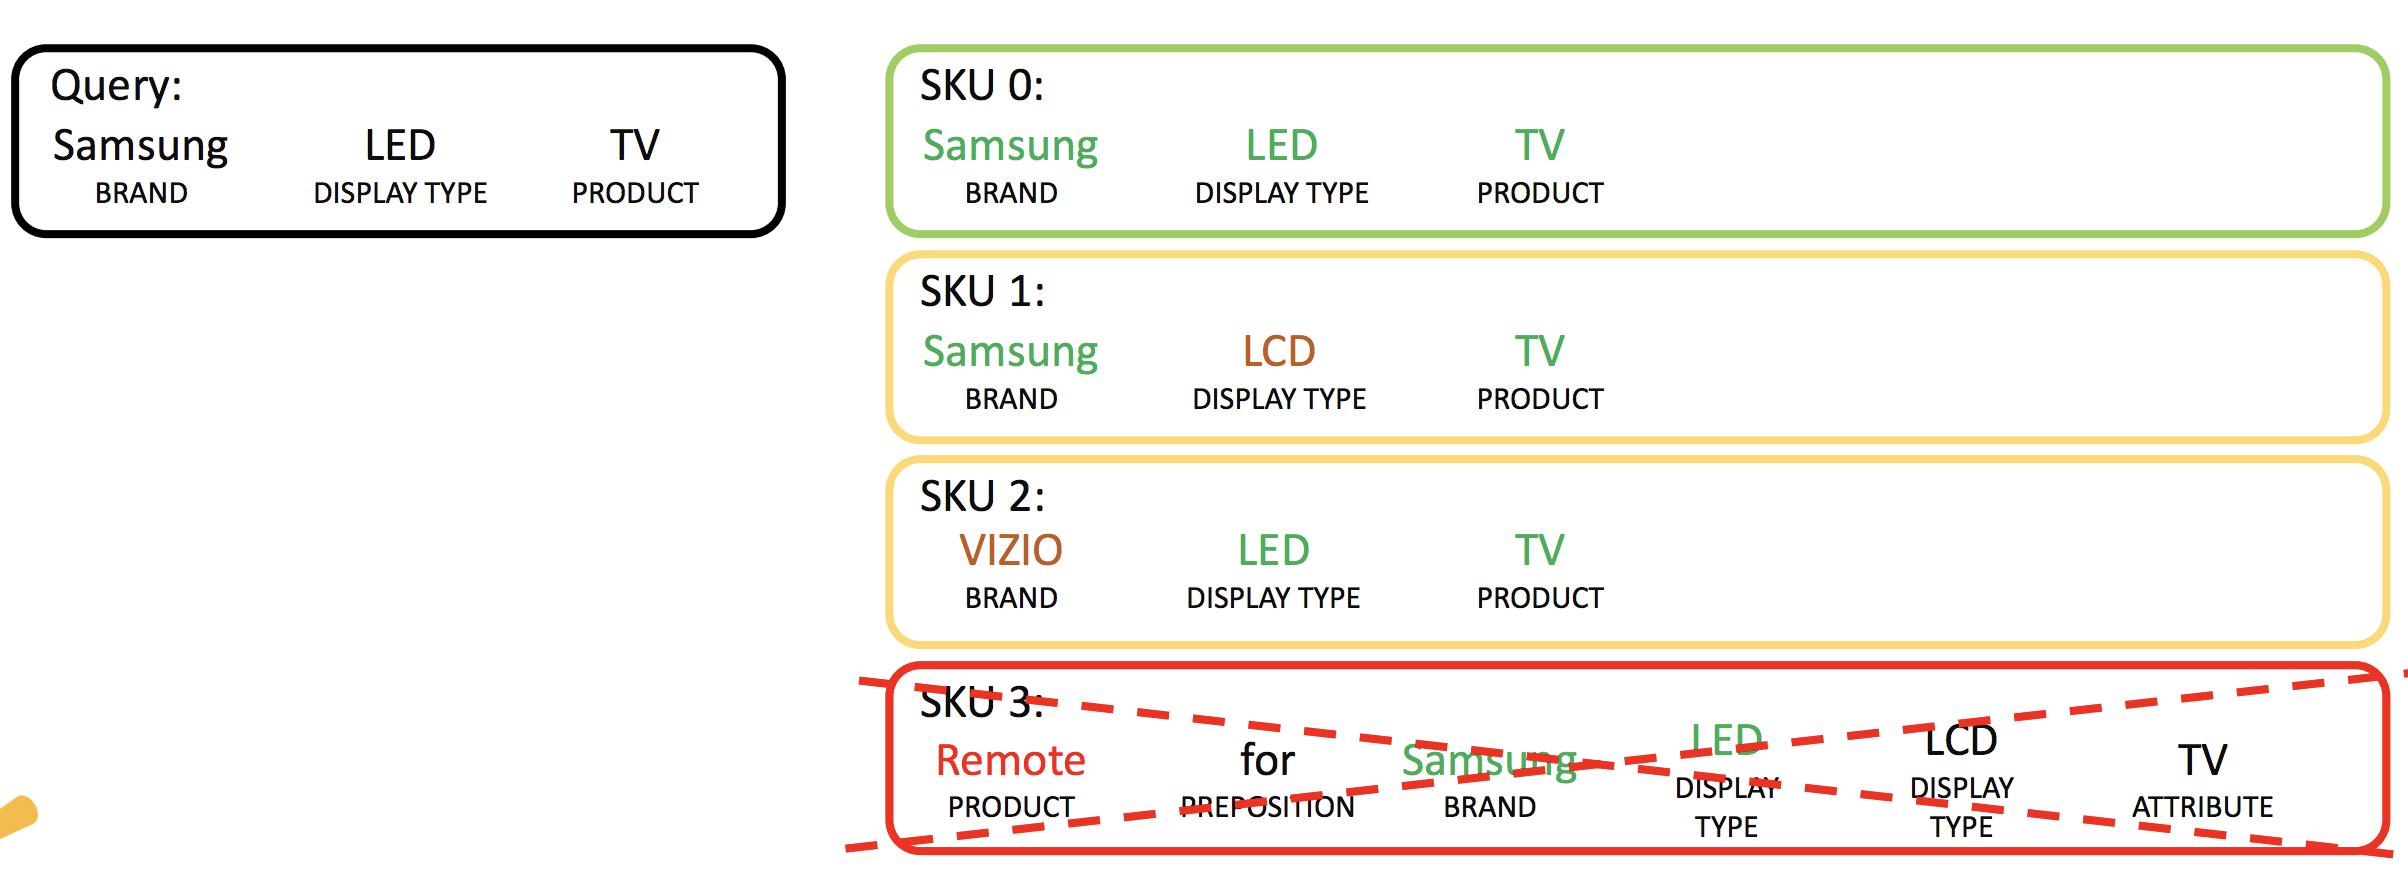 Query:
Samsung LED TV
BRAND DISPLAY TYPE PRODUCT
SKU 0:
Samsung LED TV
BRAND DISPLAY TYPE PRODUCT
SKU 1:
Samsung LCD TV
BRAND DISPLAY TYPE PRODUCT
SKU 2:
VIZIO LED TV
BRAND DISPLAY TYPE PRODUCT
SKU 3:
Remote for Samsung LED LCD TV
PRODUCT PREPOSITION BRAND DISPLAY DISPLAY ATTRIBUTE
TYPE TYPE